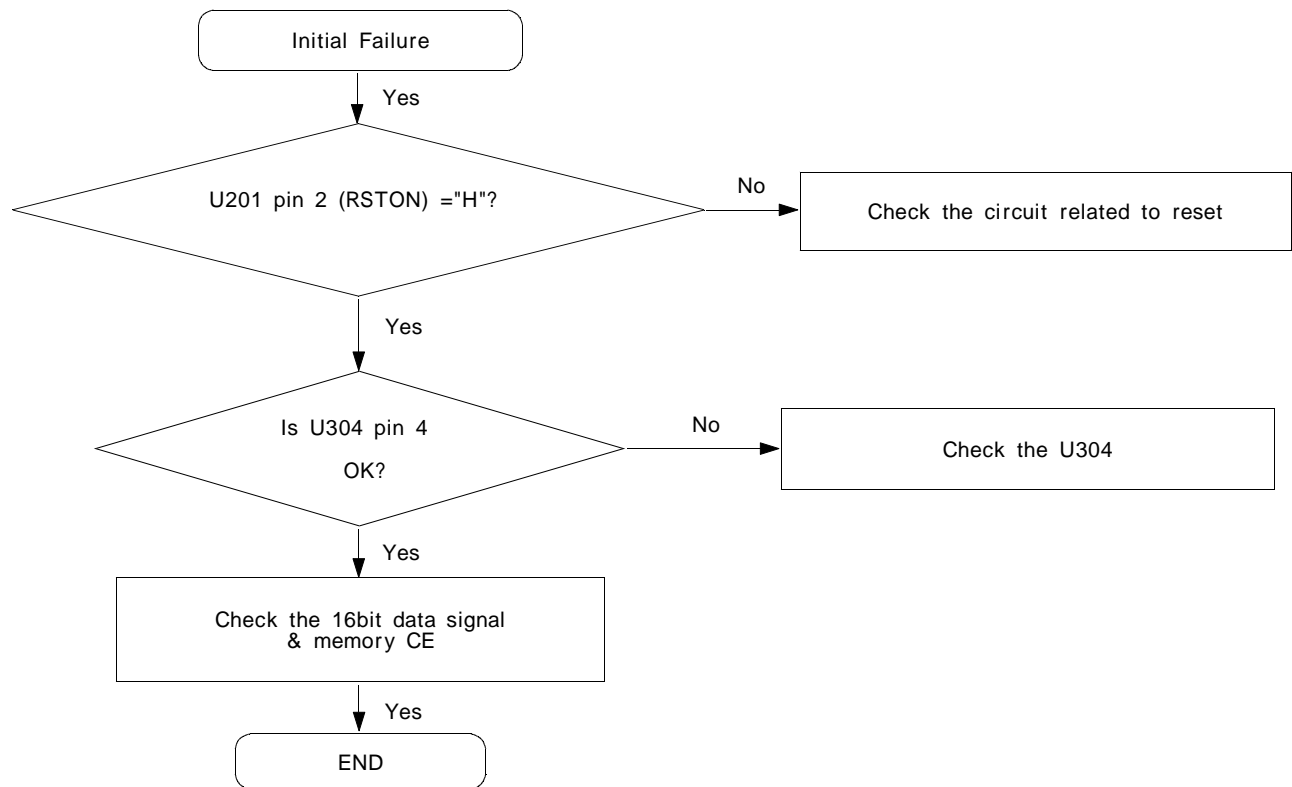 Initial Failure
Yes
U201 pin 2 (RSTON) ="H"?
No
Check the circuit related to reset
Yes
Is U304 pin 4
OK?
No
Check the U304
Yes
Check the 16bit data signal
& memory CE
Yes
END